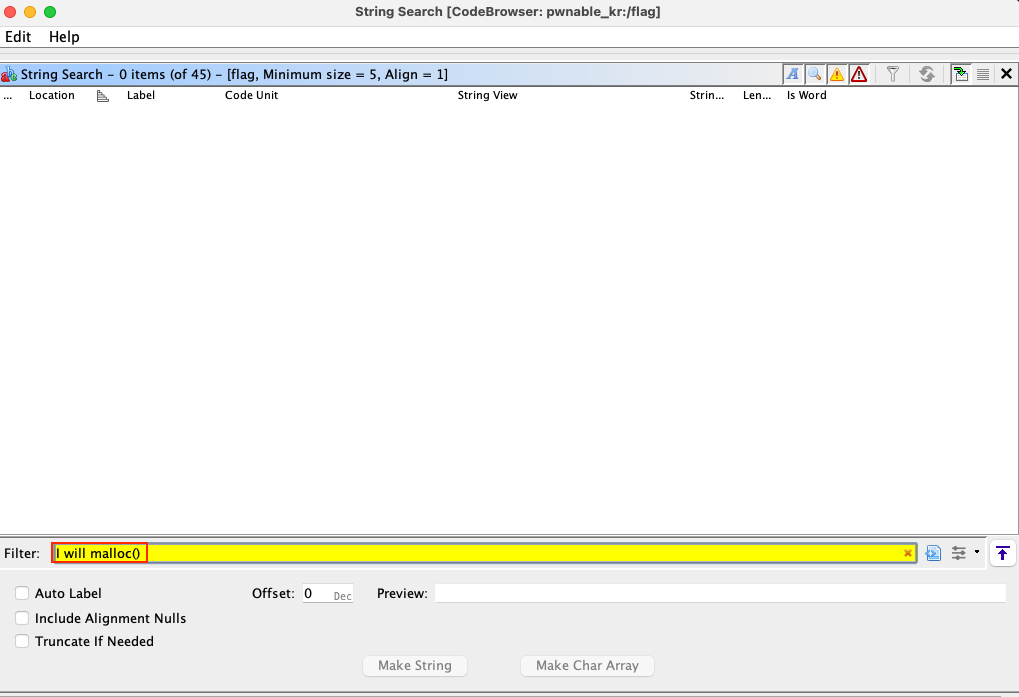 String Search [CodeBrowser: pwnable_kr:/flag]
Edit Help
String Search – 0 items (of 45) – [flag, Minimum size = 5, Align = 1]
... Location Label Code Unit String View Strin... Len... Is Word
Filter: I will malloc()
Auto Label Offset: 0 Dec Preview:
Include Alignment Nulls
Truncate If Needed
Make String Make Char Array